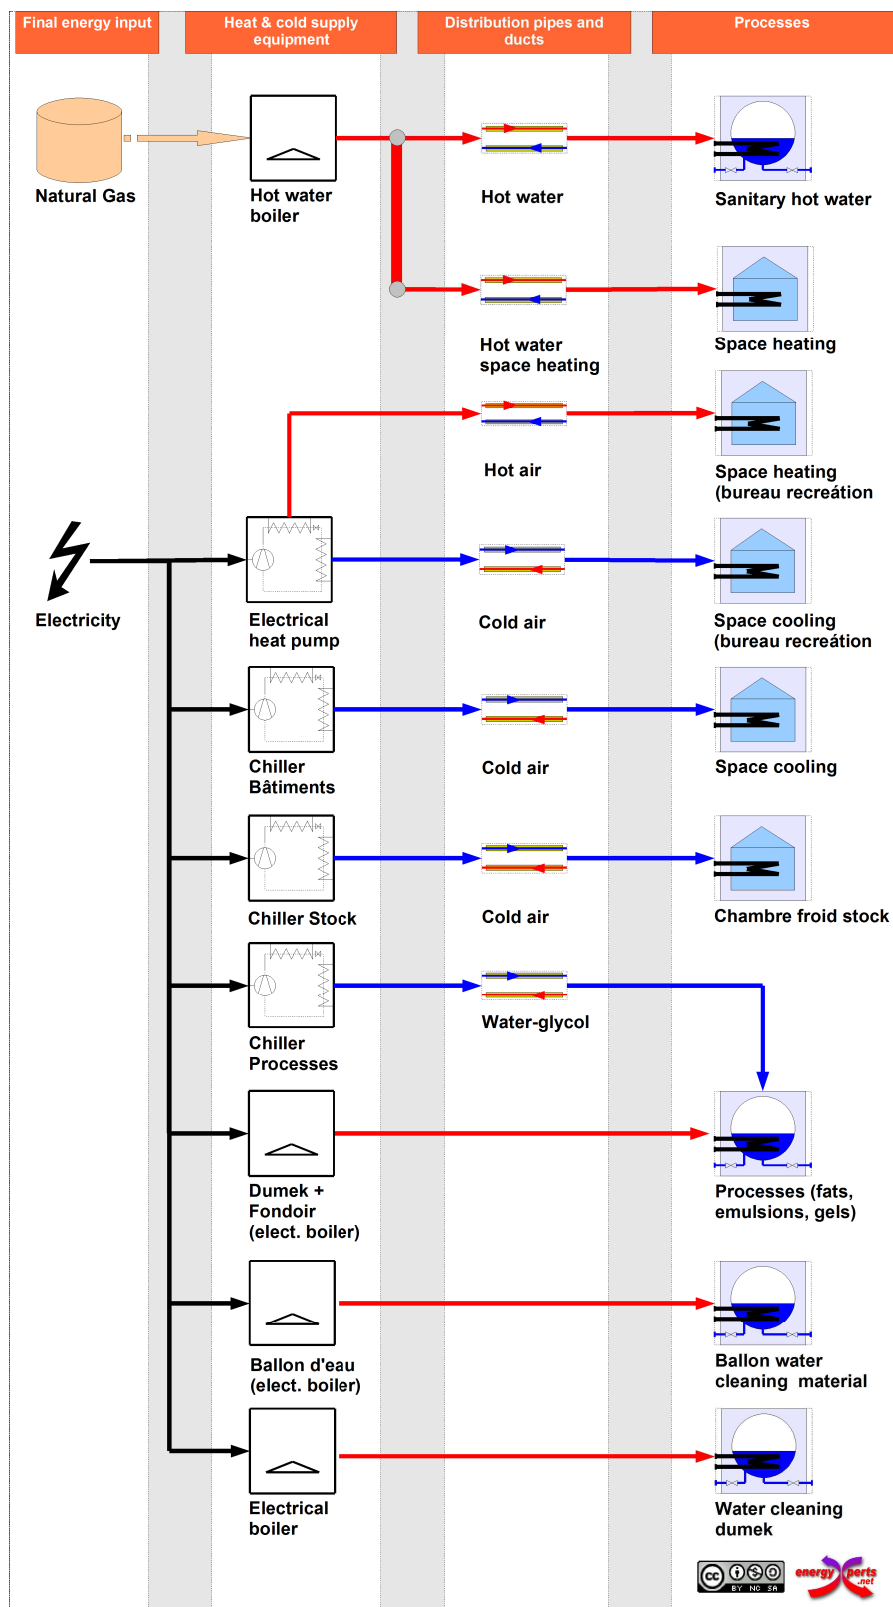 Final energy input
Heat & cold supply
equipment
Distribution pipes and
ducts
Processes
Natural Gas
Hot water
boiler
Hot water
Sanitary hot water
Hot water
space heating
Space heating
Hot air
Space heating
(bureau recreátion
Electricity
Electrical
heat pump
Cold air
Space cooling
(bureau recreátion
Chiller
Bâtiments
Cold air
Space cooling
Chiller Stock
Cold air
Chambre froid stock
Chiller
Processes
Water-glycol
Dumek +
Fondoir
(elect. boiler)
Processes (fats,
emulsions, gels)
Ballon d'eau
(elect. boiler)
Ballon water
cleaning  material
Electrical
boiler
Water cleaning
dumek
cc
BY NC SA
energyXperts
.net